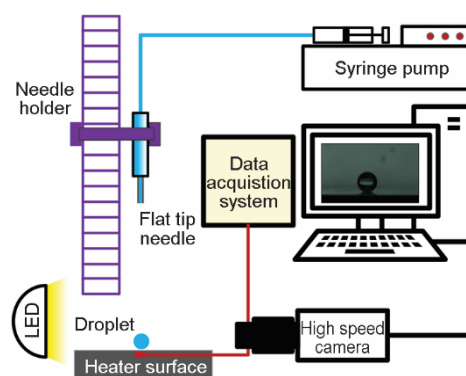 Syringe pump
Needle
holder
Data
acquistion
system
Flat tip
needle
LED
Droplet
High speed
camera
Heater surface